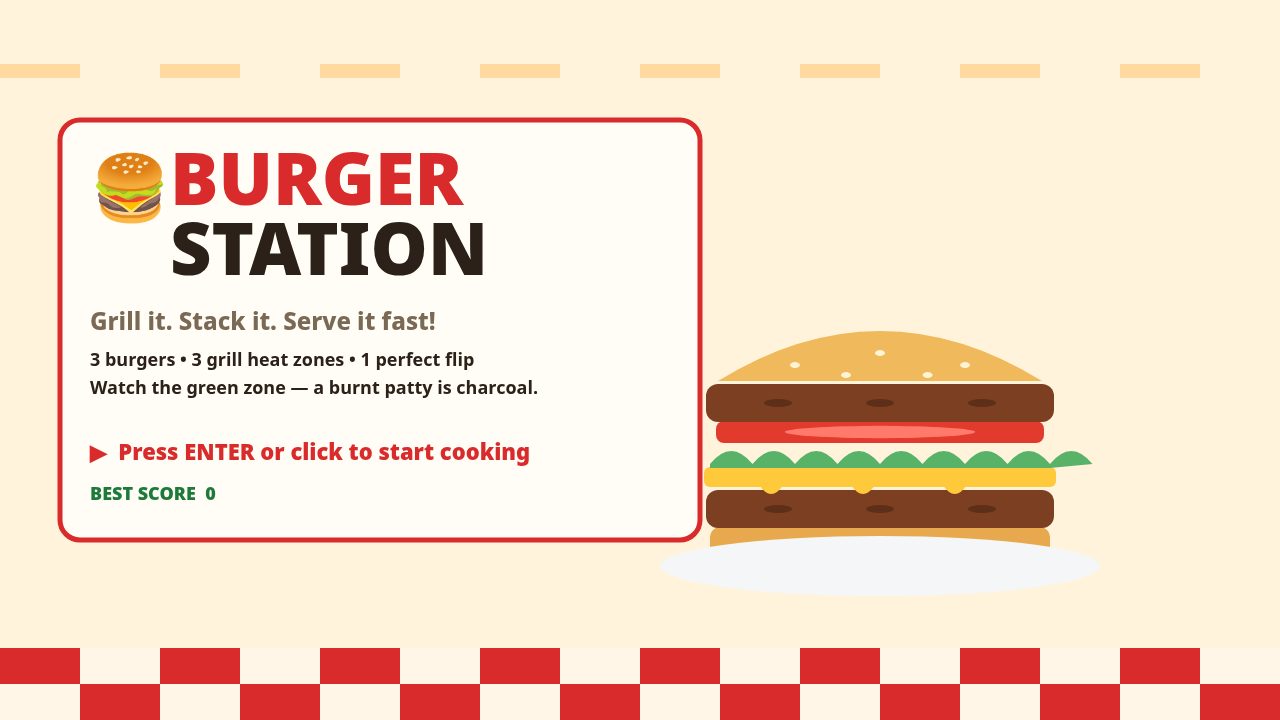 BURGER
STATION
Grill it. Stack it. Serve it fast!
3 burgers • 3 grill heat zones • 1 perfect flip
Watch the green zone — a burnt patty is charcoal.
▶ Press ENTER or click to start cooking
BEST SCORE 0